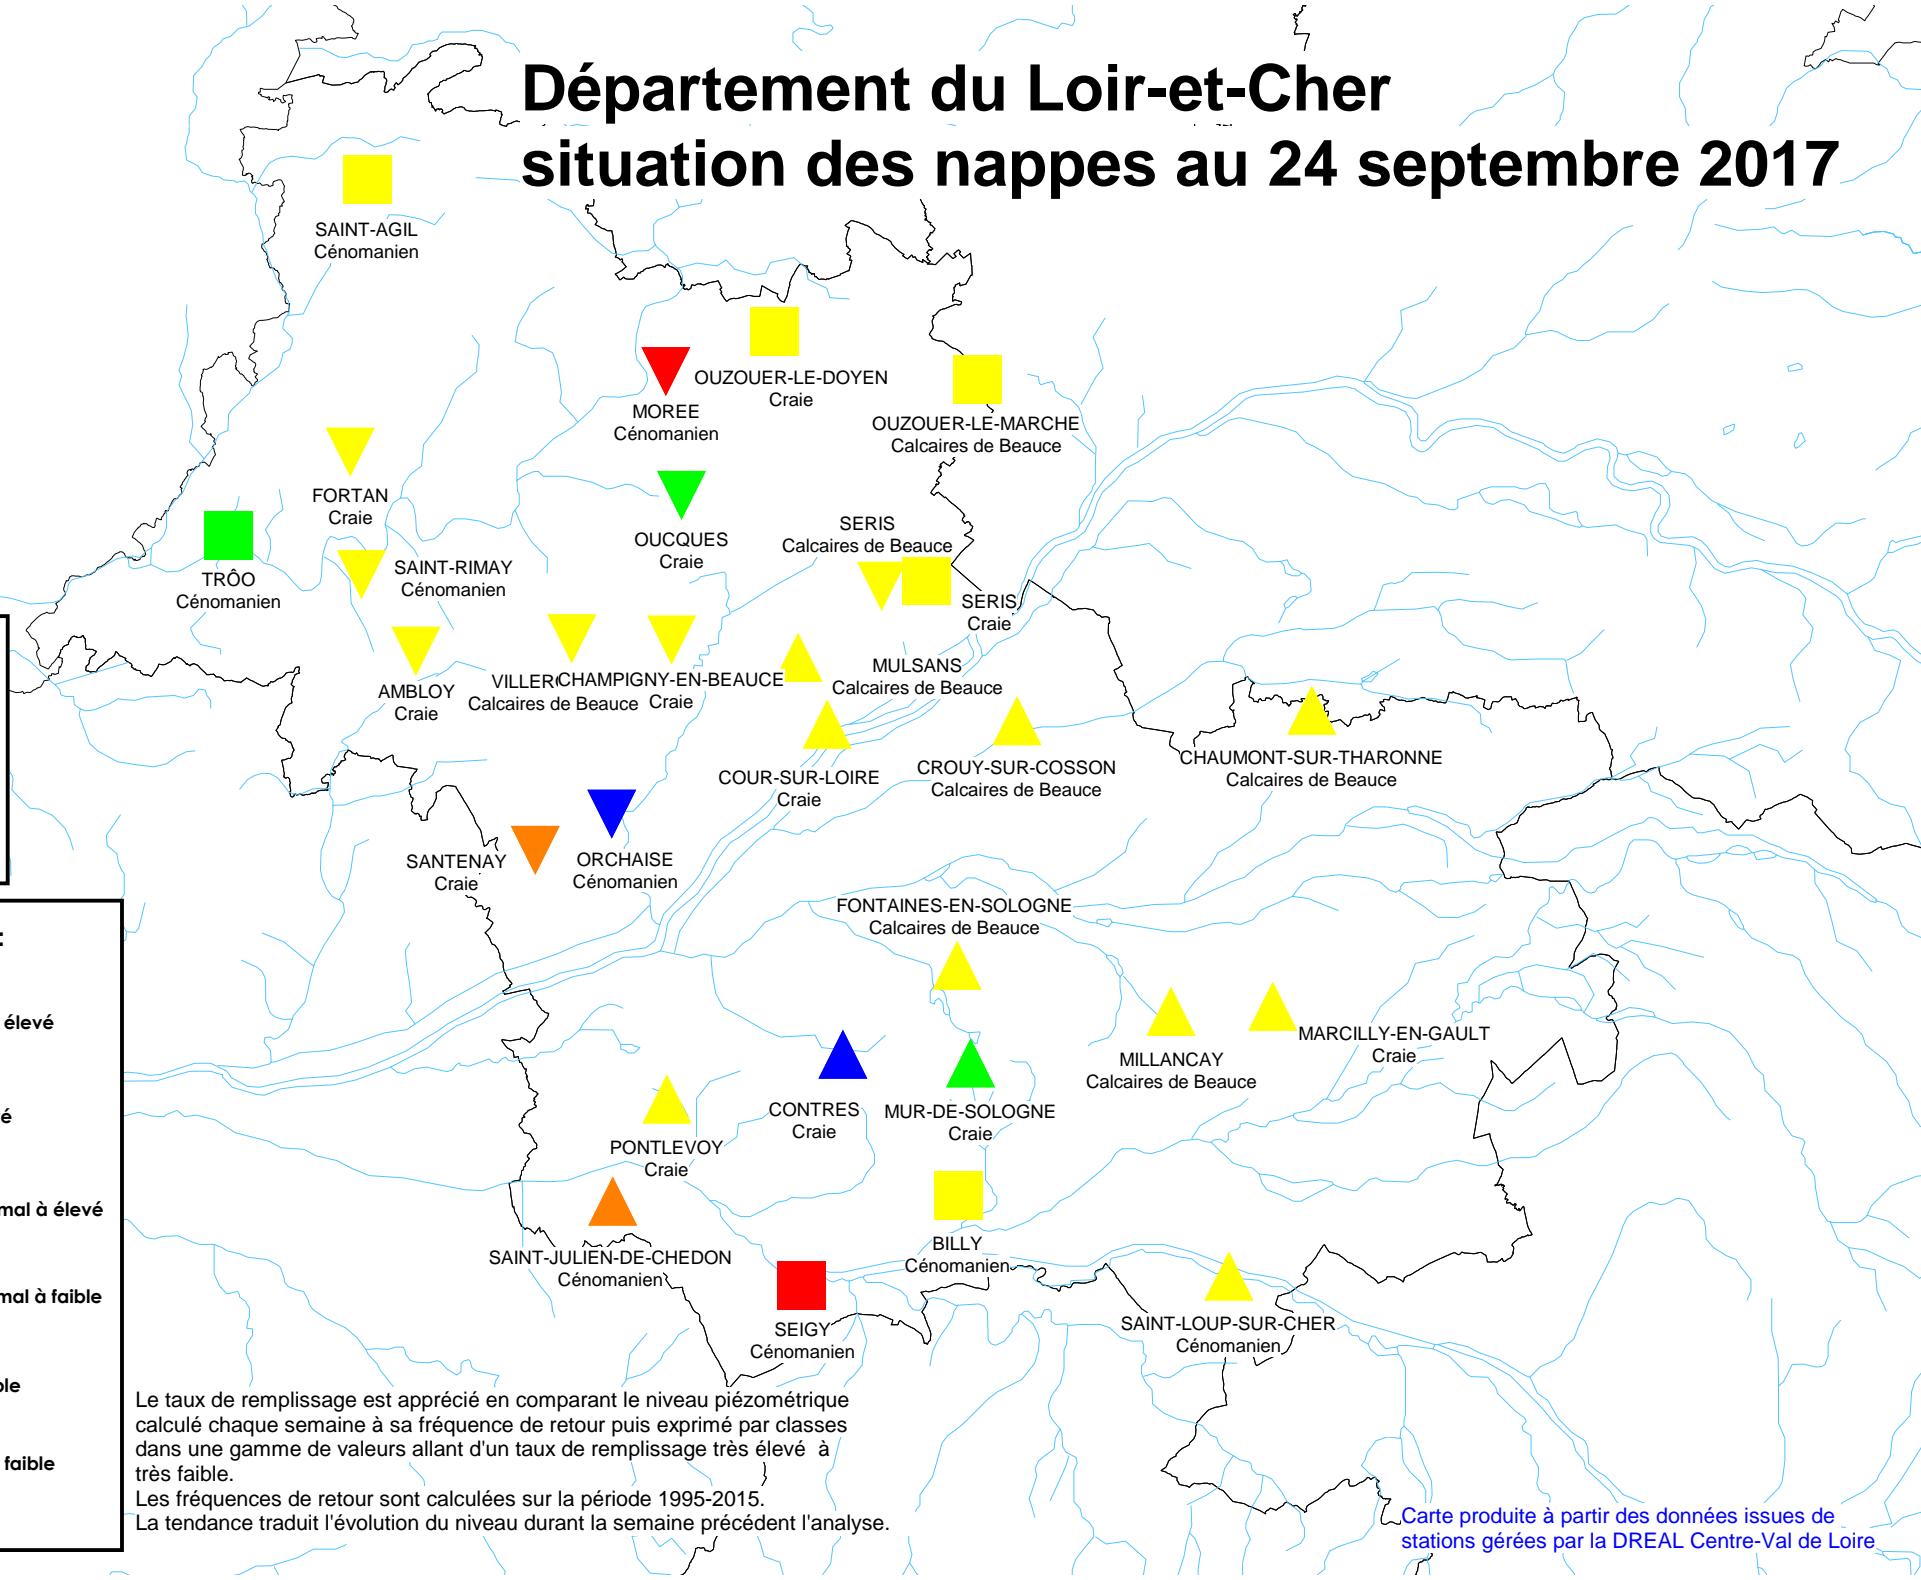 Département du Loir-et-Cher
situation des nappes au 24 septembre 2017
SAINT-AGIL
Cénomanien
OUZOUER-LE-DOYEN
Craie
MOREE
Cénomanien
OUZOUER-LE-MARCHE
Calcaires de Beauce
FORTAN
Craie
OUCQUES
Craie
SERIS
Calcaires de Beauce
TRÔO
Cénomanien
SAINT-RIMAY
Cénomanien
SERIS
Craie
AMBLOY
Craie
Calcaires de Beauce
CHAMPIGNY-EN-BEAUCE
Craie
MULSANS
Calcaires de Beauce
COUR-SUR-LOIRE
Craie
CROUY-SUR-COSSON
Calcaires de Beauce
CHAUMONT-SUR-THARONNE
Calcaires de Beauce
SANTENAY
Craie
ORCHAISE
Cénomanien
FONTAINES-EN-SOLOGNE
Calcaires de Beauce
MILLANCAY
Calcaires de Beauce
MARCILLY-EN-GAULT
Craie
CONTRES
Craie
MUR-DE-SOLOGNE
Craie
PONTLEVOY
Craie
SAINT-JULIEN-DE-CHEDON
Cénomanien
BILLY
Cénomanien
SEIGY
Cénomanien
SAINT-LOUP-SUR-CHER
Cénomanien
:
élevé
é
mal à élevé
mal à faible
ble
faible
Le taux de remplissage est apprécié en comparant le niveau piézométrique
calculé chaque semaine à sa fréquence de retour puis exprimé par classes
dans une gamme de valeurs allant d'un taux de remplissage très élevé à
très faible.
Les fréquences de retour sont calculées sur la période 1995-2015.
La tendance traduit l'évolution du niveau durant la semaine précédent l'analyse.
Carte produite à partir des données issues de
stations gérées par la DREAL Centre-Val de Loire